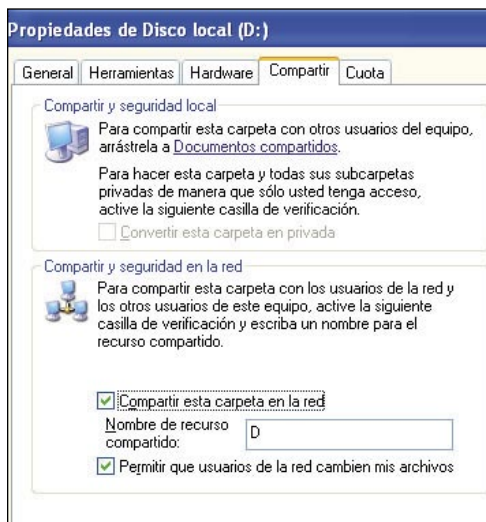 Propiedades de Disco local (D:)
General Herramientas Hardware Compartir Cuota
Compartir y seguridad local
Para compartir esta carpeta con otros usuarios del equipo,
arrástrela a Documentos compartidos.
Para hacer esta carpeta y todas sus subcarpetas
privadas de manera que sólo usted tenga acceso,
active la siguiente casilla de verificación.
Convertir esta carpeta en privada
Compartir y seguridad en la red
Para compartir esta carpeta con los usuarios de la red y
los otros usuarios de este equipo, active la siguiente
casilla de verificación y escriba un nombre para el
recurso compartido.
Compartir esta carpeta en la red
Nombre de recurso
compartido:
D
Permitir que usuarios de la red cambien mis archivos